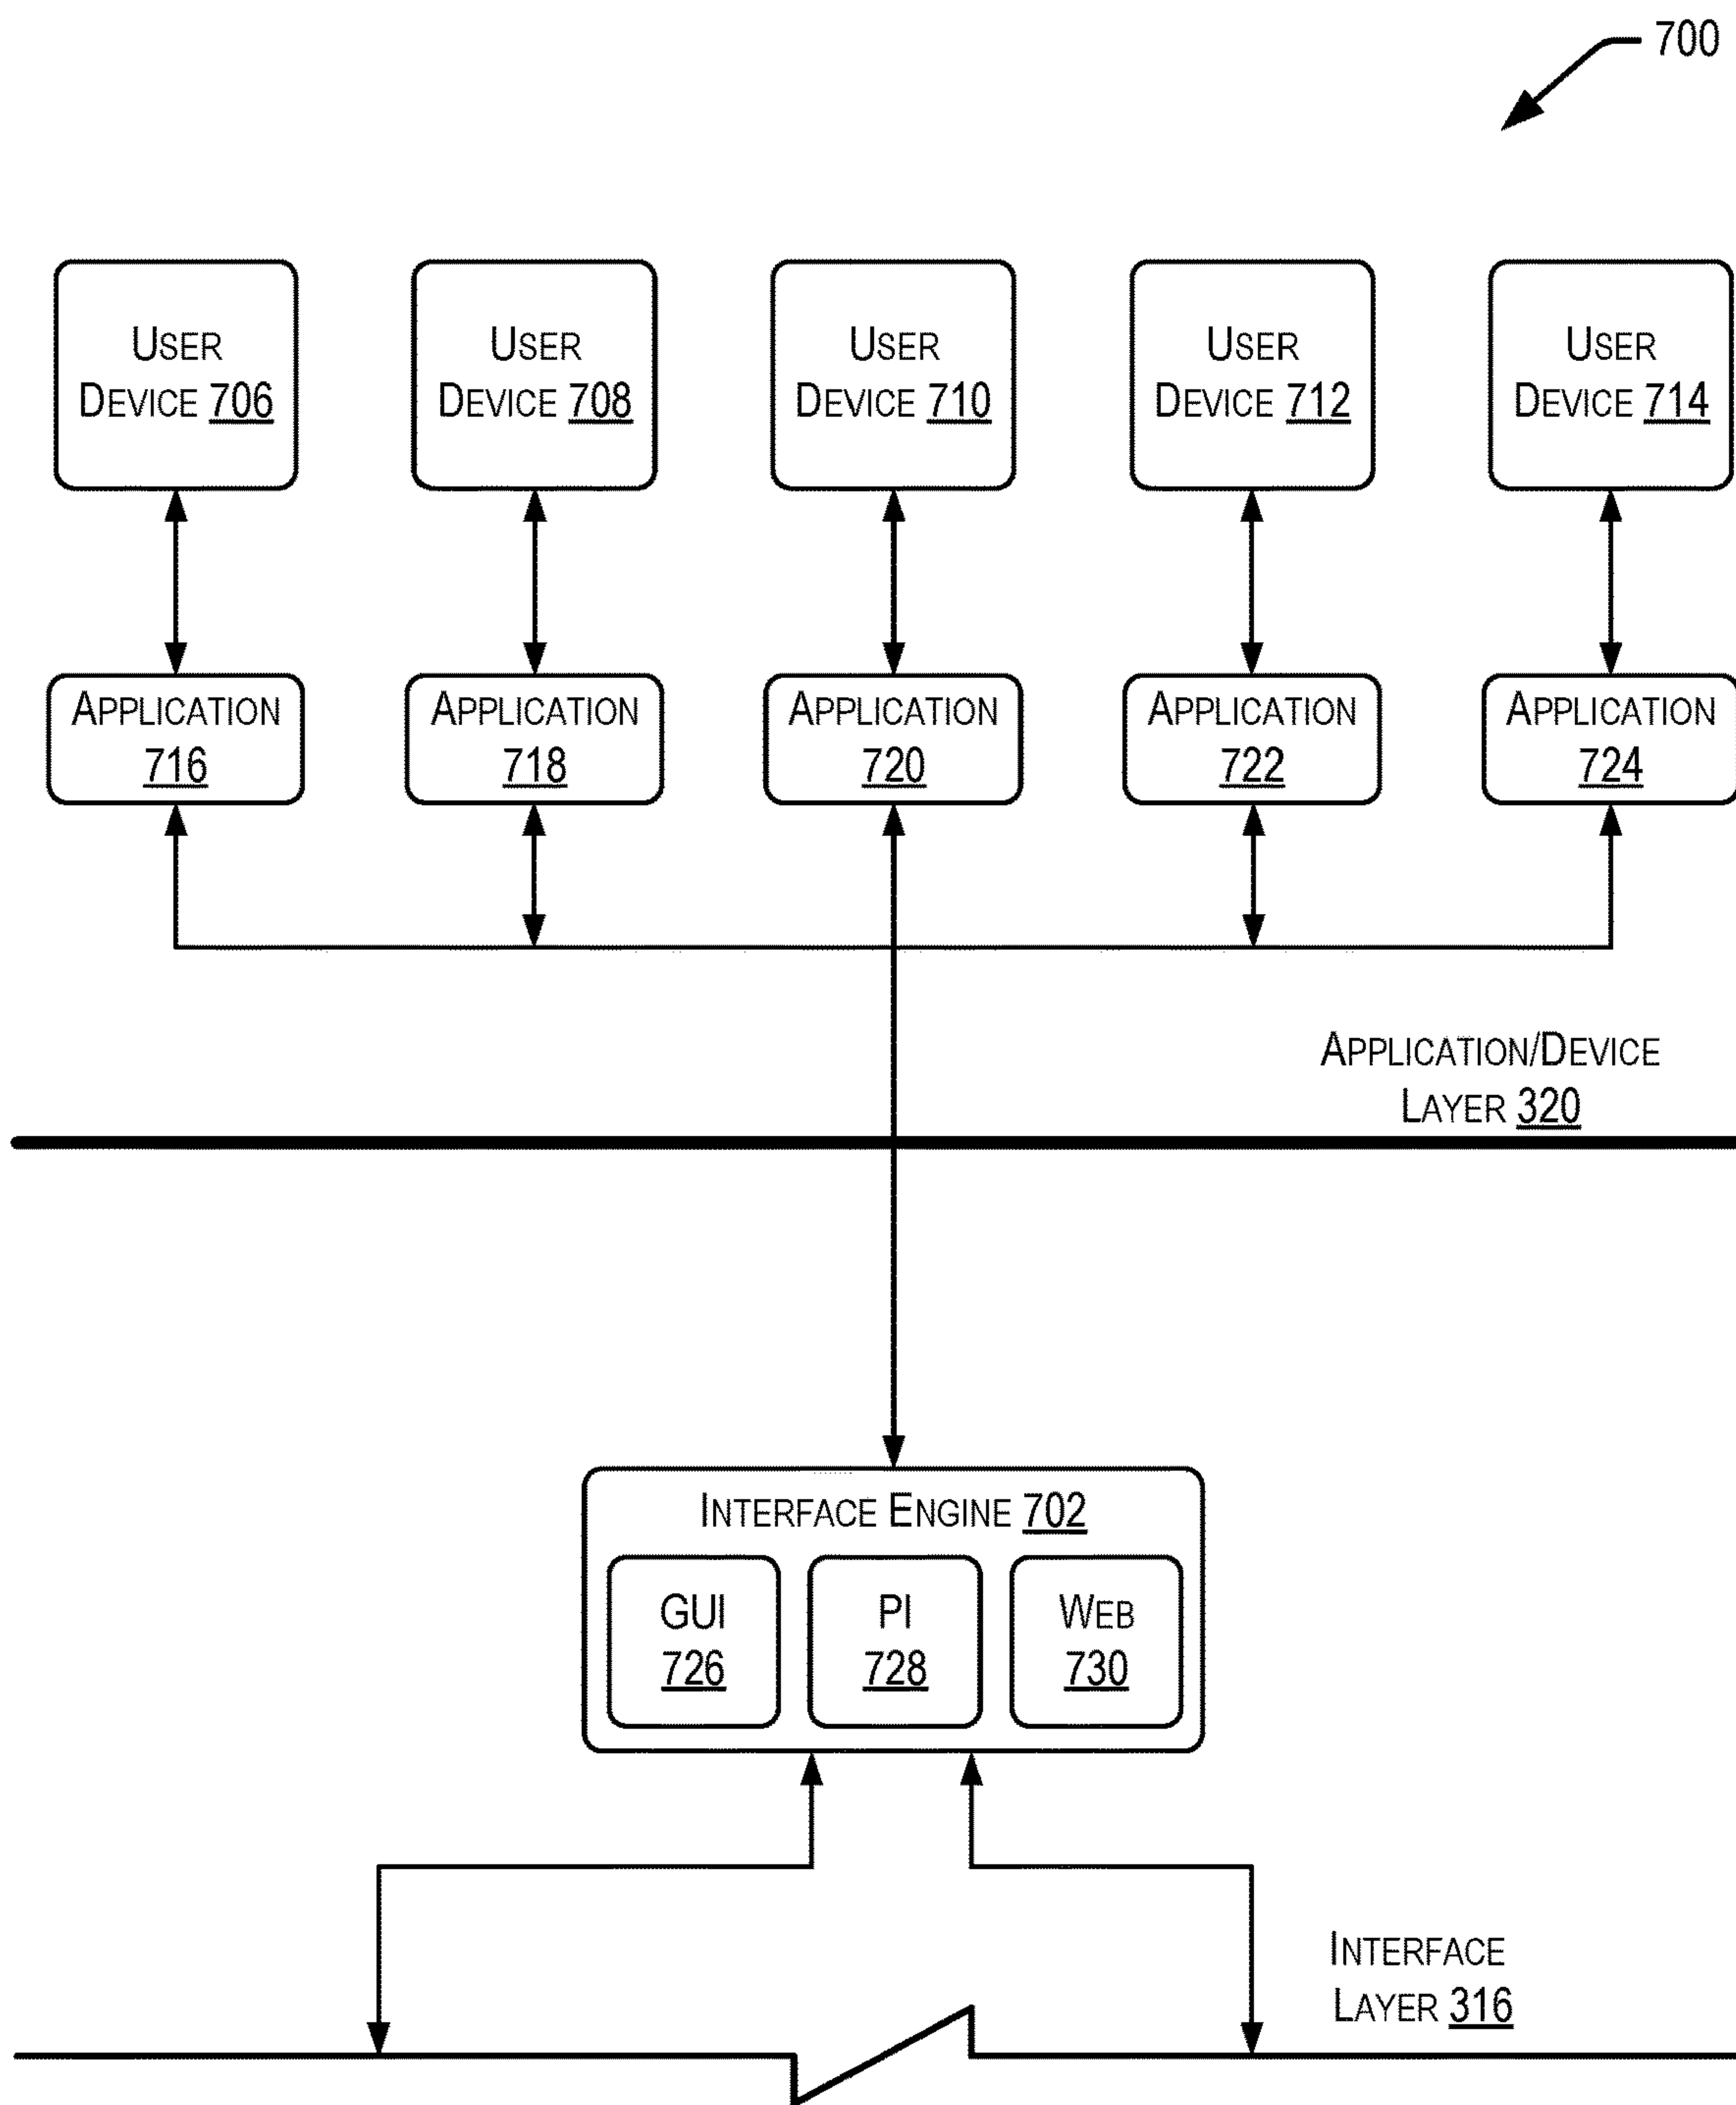 700
USER
DEVICE 706
USER
DEVICE 708
USER
DEVICE 710
USER
DEVICE 712
USER
DEVICE 714
APPLICATION
716
APPLICATION
718
APPLICATION
720
APPLICATION
722
APPLICATION
724
APPLICATION/DEVICE
LAYER 320
INTERFACE ENGINE 702
GUI
726
PI
728
WEB
730
INTERFACE
LAYER 316